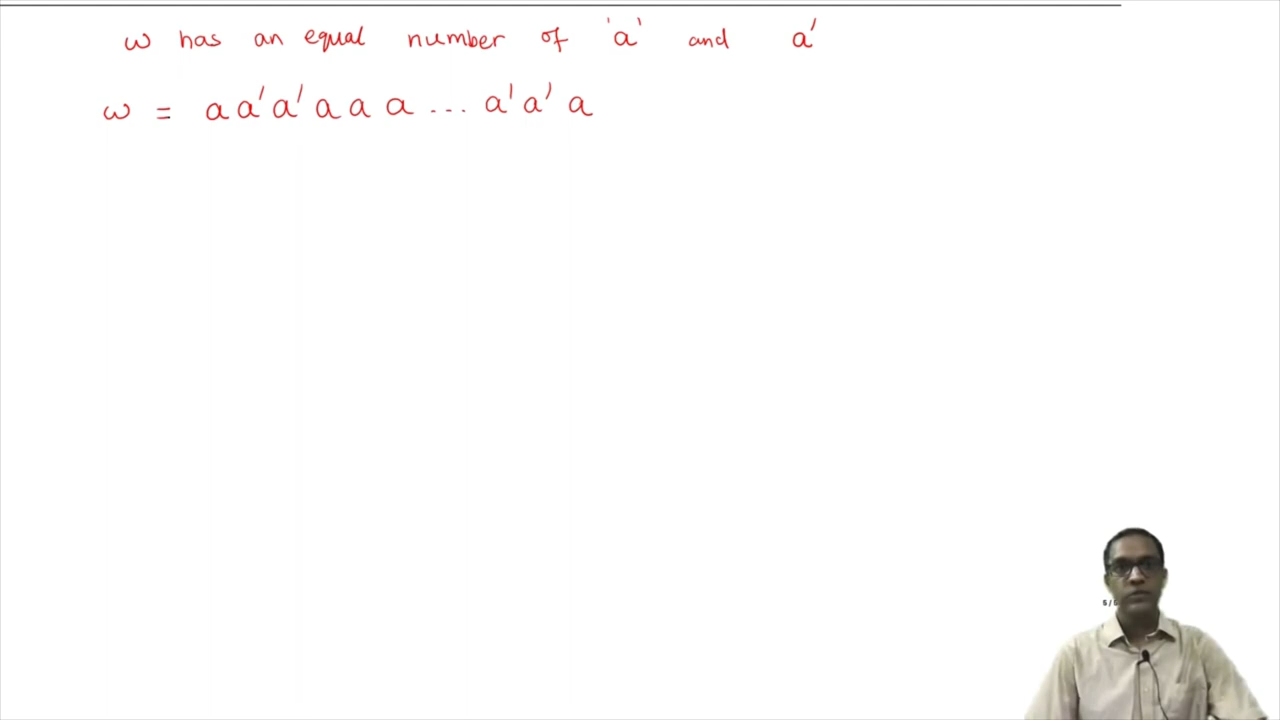 w has an equal number of 'a' and a'
w = a a' a' a a a ... a' a' a